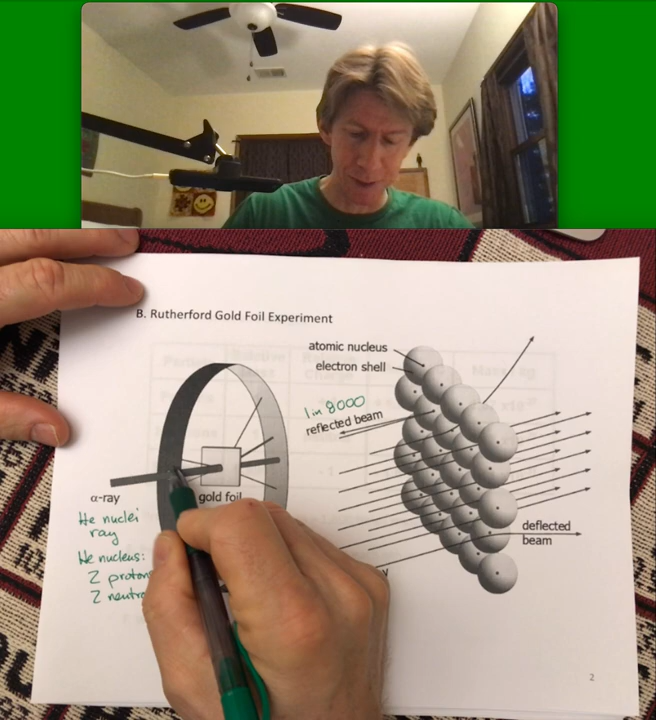 B. Rutherford Gold Foil Experiment
atomic nucleus
electron shell
1 in 8000
reflected beam
α-ray
gold foil
He nuclei
ray
He nucleus:
2 protons
2 neutro
deflected
beam
2